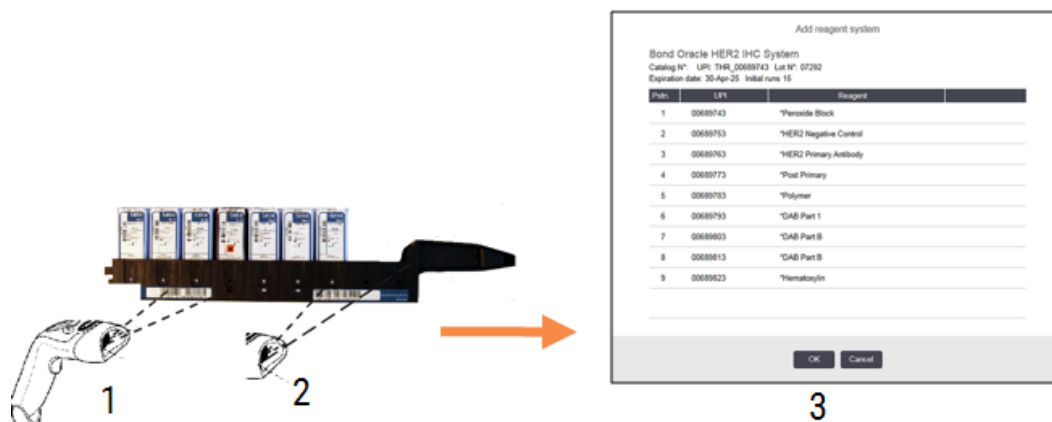 Add reagent system
Bond Oracle HER2 IHC System
Catalog N°: UPI: THR_00689743 Lot N°: 07292
Expiration date: 30-Apr-25 Initial runs 15
Pstn. UPI Reagent
1 00689743 *Peroxide Block
2 00689753 *HER2 Negative Control
3 00689763 *HER2 Primary Antibody
4 00689773 *Post Primary
5 00689783 *Polymer
6 00689793 *DAB Part 1
7 00689803 *DAB Part B
8 00689813 *DAB Part B
9 00689823 *Hematoxylin
OK Cancel
1
2
3